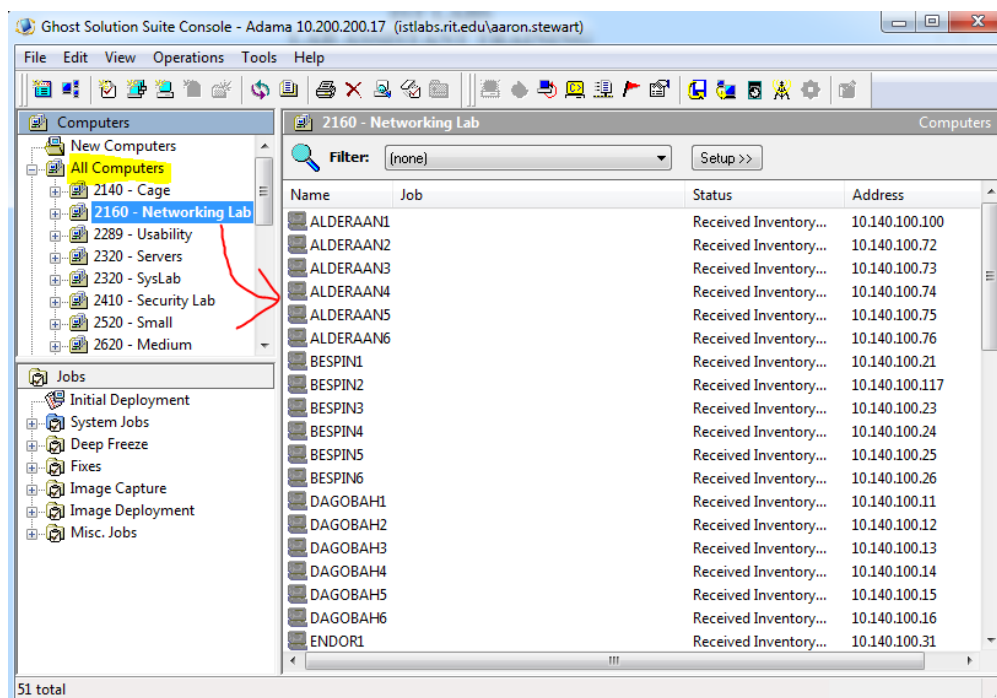 Ghost Solution Suite Console - Adama 10.200.200.17 (istlabs.rit.edu\aaron.stewart)
File Edit View Operations Tools Help
Computers
New Computers
All Computers
2140 - Cage
2160 - Networking Lab
2289 - Usability
2320 - Servers
2320 - SysLab
2410 - Security Lab
2520 - Small
2620 - Medium
Jobs
Initial Deployment
System Jobs
Deep Freeze
Fixes
Image Capture
Image Deployment
Misc. Jobs
2160 - Networking Lab Computers
Filter: (none) Setup >>
Name Job Status Address
ALDERAAN1 Received Inventory... 10.140.100.100
ALDERAAN2 Received Inventory... 10.140.100.72
ALDERAAN3 Received Inventory... 10.140.100.73
ALDERAAN4 Received Inventory... 10.140.100.74
ALDERAAN5 Received Inventory... 10.140.100.75
ALDERAAN6 Received Inventory... 10.140.100.76
BESPIN1 Received Inventory... 10.140.100.21
BESPIN2 Received Inventory... 10.140.100.117
BESPIN3 Received Inventory... 10.140.100.23
BESPIN4 Received Inventory... 10.140.100.24
BESPIN5 Received Inventory... 10.140.100.25
BESPIN6 Received Inventory... 10.140.100.26
DAGOBAH1 Received Inventory... 10.140.100.11
DAGOBAH2 Received Inventory... 10.140.100.12
DAGOBAH3 Received Inventory... 10.140.100.13
DAGOBAH4 Received Inventory... 10.140.100.14
DAGOBAH5 Received Inventory... 10.140.100.15
DAGOBAH6 Received Inventory... 10.140.100.16
ENDOR1 Received Inventory... 10.140.100.31
51 total